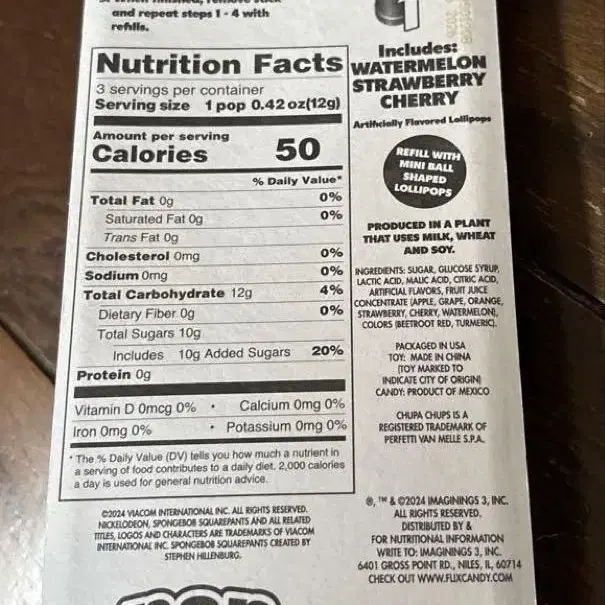 and repeat steps 1 - 4 with
refills.
1
Nutrition Facts
3 servings per container
Serving size 1 pop 0.42 oz(12g)
Amount per serving
Calories 50
% Daily Value*
Total Fat 0g 0%
Saturated Fat 0g 0%
Trans Fat 0g
Cholesterol 0mg 0%
Sodium 0mg 0%
Total Carbohydrate 12g 4%
Dietary Fiber 0g 0%
Total Sugars 10g
Includes 10g Added Sugars 20%
Protein 0g
Vitamin D 0mcg 0% • Calcium 0mg 0%
Iron 0mg 0% • Potassium 0mg 0%
* The % Daily Value (DV) tells you how much a nutrient in
a serving of food contributes to a daily diet. 2,000 calories
a day is used for general nutrition advice.
©2024 VIACOM INTERNATIONAL INC. ALL RIGHTS RESERVED.
NICKELODEON, SPONGEBOB SQUAREPANTS AND ALL RELATED
TITLES, LOGOS AND CHARACTERS ARE TRADEMARKS OF VIACOM
INTERNATIONAL INC. SPONGEBOB SQUAREPANTS CREATED BY
STEPHEN HILLENBURG.
Includes:
WATERMELON
STRAWBERRY
CHERRY
Artificially Flavored Lollipops
REFILL WITH
MINI BALL
SHAPED
LOLLIPOPS
PRODUCED IN A PLANT
THAT USES MILK, WHEAT
AND SOY.
INGREDIENTS: SUGAR, GLUCOSE SYRUP,
LACTIC ACID, MALIC ACID, CITRIC ACID,
ARTIFICIAL FLAVORS, FRUIT JUICE
CONCENTRATE (APPLE, GRAPE, ORANGE,
STRAWBERRY, CHERRY, WATERMELON),
COLORS (BEETROOT RED, TURMERIC).
PACKAGED IN USA
TOY: MADE IN CHINA
(TOY MARKED TO
INDICATE CITY OF ORIGIN)
CANDY: PRODUCT OF MEXICO
CHUPA CHUPS IS A
REGISTERED TRADEMARK OF
PERFETTI VAN MELLE S.P.A.
®, ™ & ©2024 IMAGININGS 3, INC.
ALL RIGHTS RESERVED.
DISTRIBUTED BY &
FOR NUTRITIONAL INFORMATION
WRITE TO: IMAGININGS 3, INC.
6401 GROSS POINT RD., NILES, IL, 60714
CHECK OUT WWW.FLIXCANDY.COM